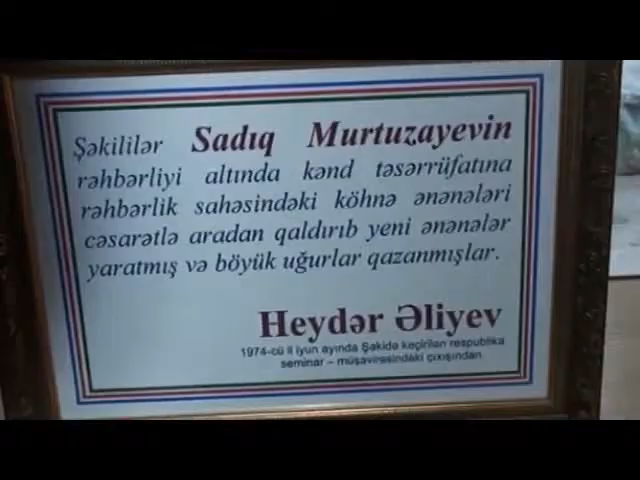 Şəkililər Sadıq Murtuzayevin
rəhbərliyi altında kənd təsərrüfatına
rəhbərlik sahəsindəki köhnə ənənələri
cəsarətlə aradan qaldırıb yeni ənənələr
yaratmış və böyük uğurlar qazanmışlar.
Heydər Əliyev
1974-cü il iyun ayında Şəkidə keçirilən respublika
seminar – müşavirəsindəki çıxışından.